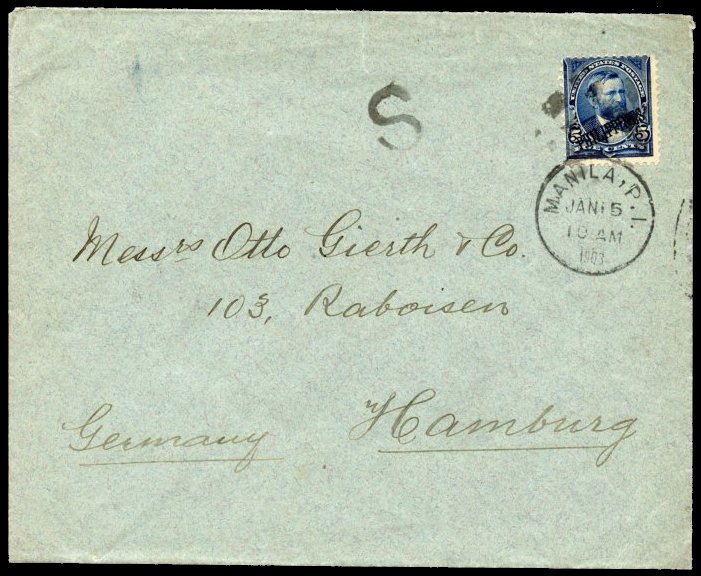 UNITED STATES POSTAGE
PHILIPPINES
5 5
FIVE CENTS
S
MANILA, P.I.
JAN 15
10 AM
1903
Messrs Otto Gierth & Co.
103, Raboisen
Hamburg
Germany